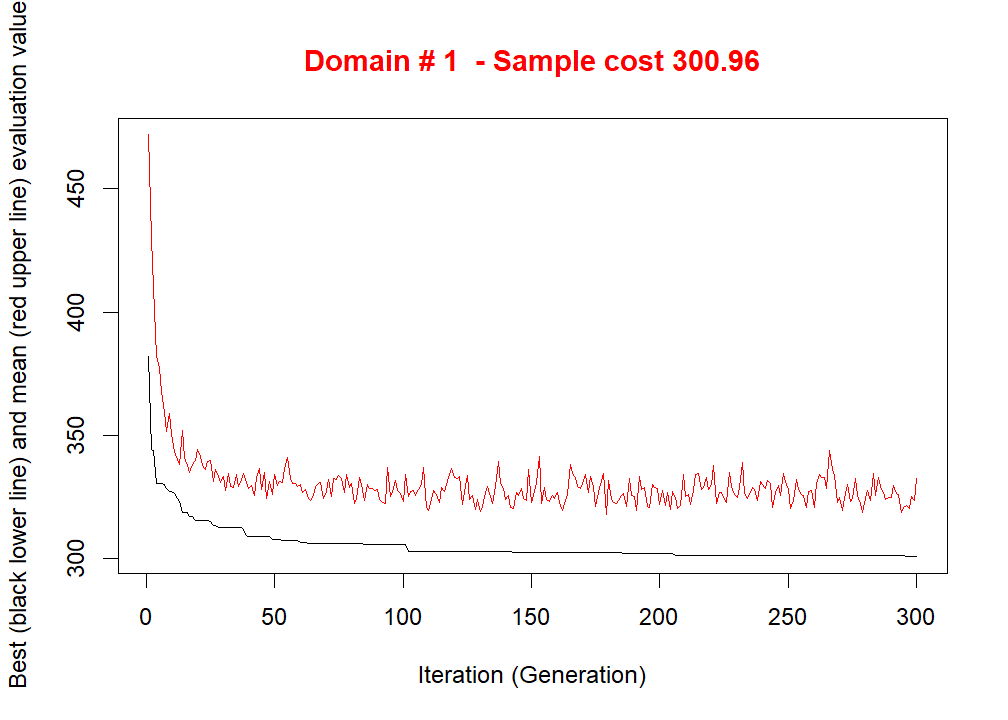 Domain # 1  - Sample cost 300.96
Best (black lower line) and mean (red upper line) evaluation value
450
400
350
300
0 50 100 150 200 250 300
Iteration (Generation)